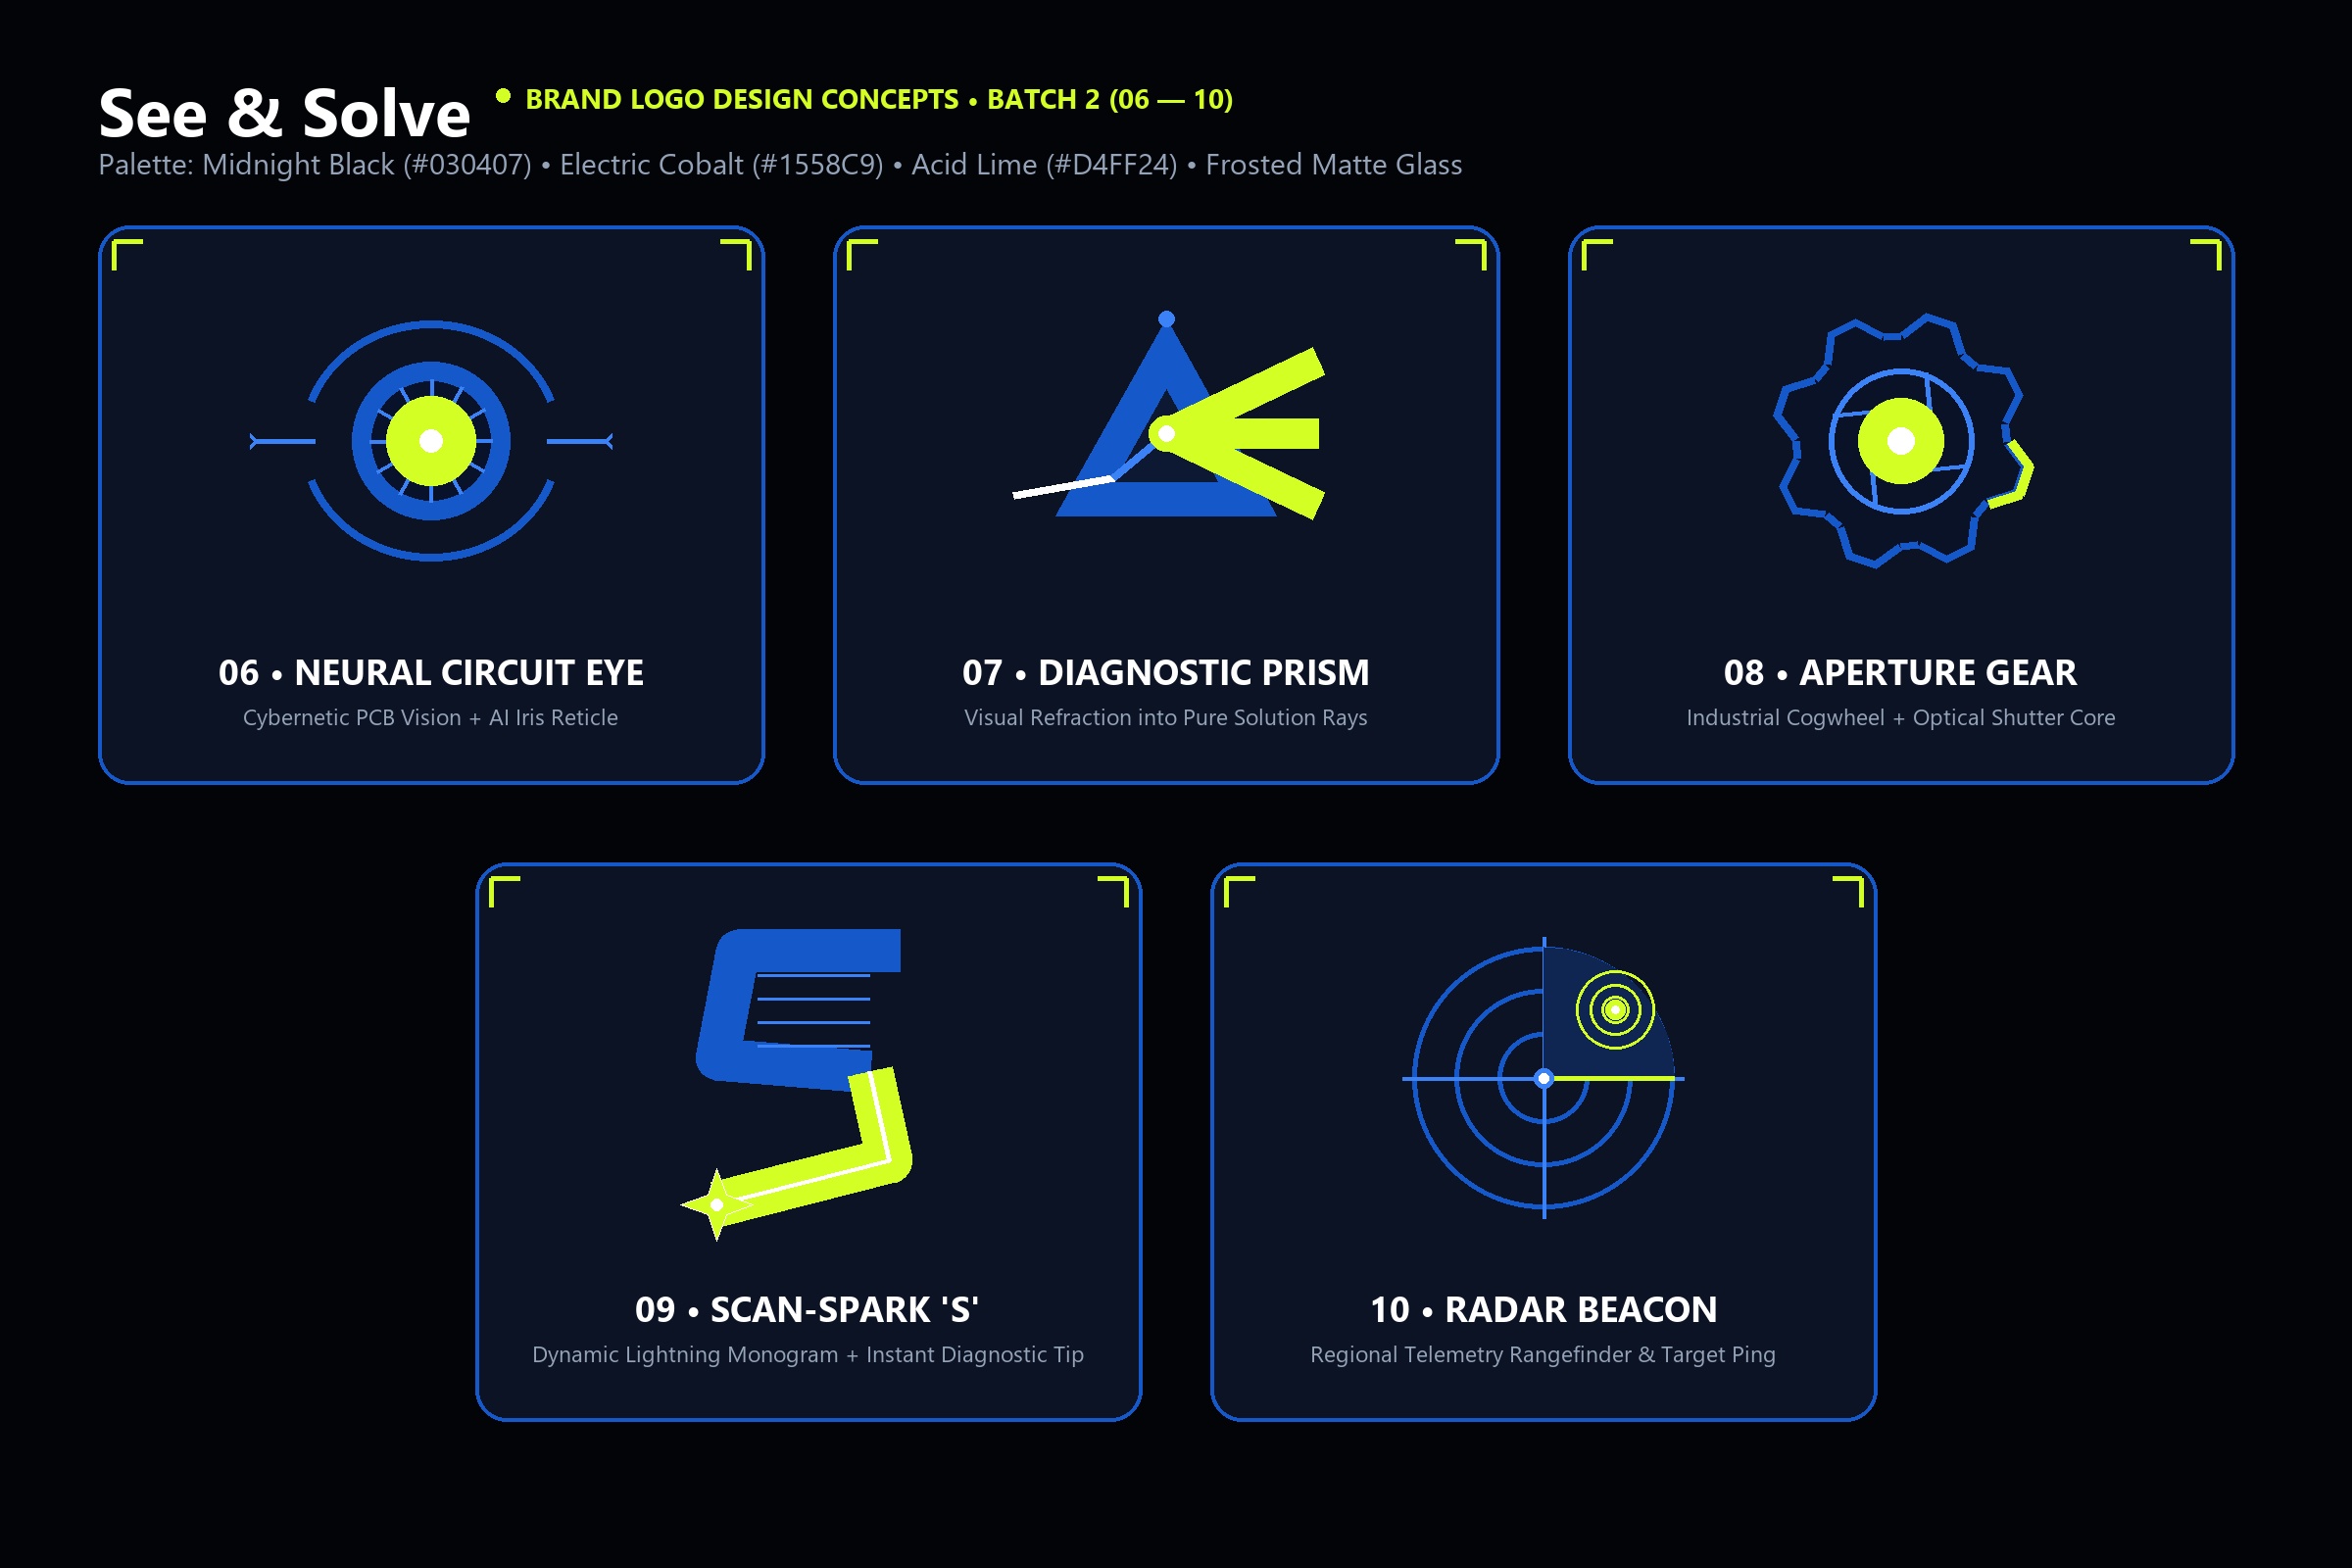 See & Solve
BRAND LOGO DESIGN CONCEPTS • BATCH 2 (06 — 10)
Palette: Midnight Black (#030407) • Electric Cobalt (#1558C9) • Acid Lime (#D4FF24) • Frosted Matte Glass
06 • NEURAL CIRCUIT EYE
Cybernetic PCB Vision + AI Iris Reticle
07 • DIAGNOSTIC PRISM
Visual Refraction into Pure Solution Rays
08 • APERTURE GEAR
Industrial Cogwheel + Optical Shutter Core
09 • SCAN-SPARK 'S'
Dynamic Lightning Monogram + Instant Diagnostic Tip
10 • RADAR BEACON
Regional Telemetry Rangefinder & Target Ping